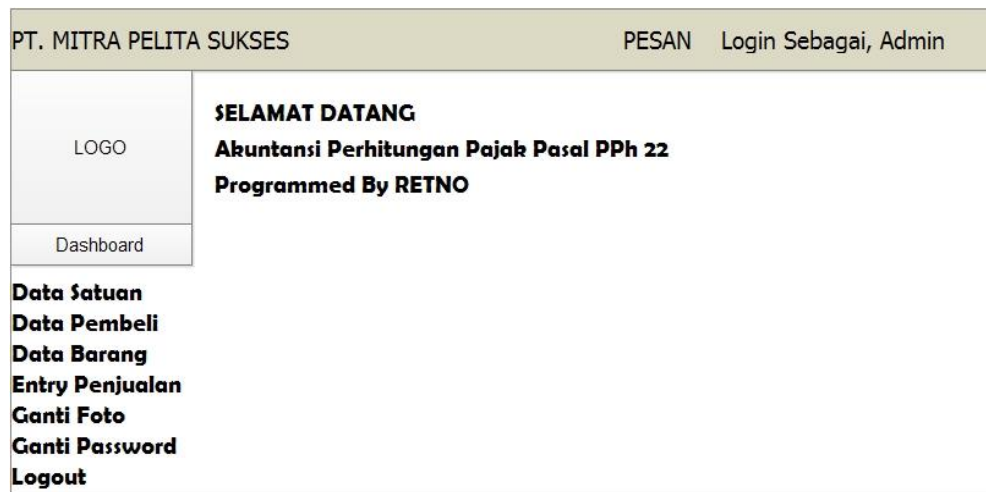 PT. MITRA PELITA SUKSES PESAN Login Sebagai, Admin
LOGO
SELAMAT DATANG
Akuntansi Perhitungan Pajak Pasal PPh 22
Programmed By RETNO
Dashboard
Data Satuan
Data Pembeli
Data Barang
Entry Penjualan
Ganti Foto
Ganti Password
Logout